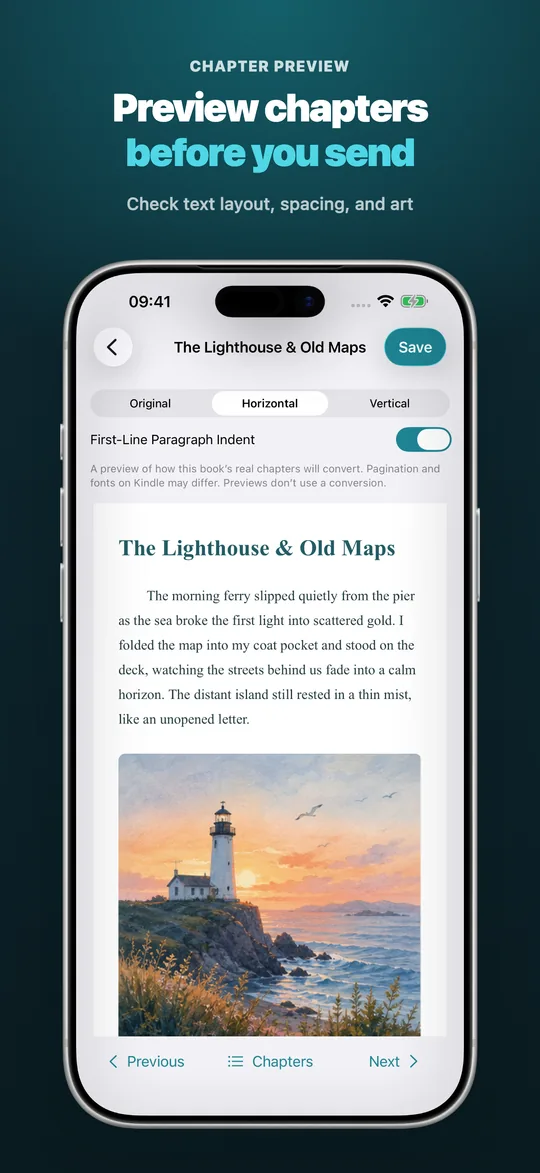 CHAPTER PREVIEW
Preview chapters
before you send
Check text layout, spacing, and art
09:41
The Lighthouse & Old Maps
Save
Original
Horizontal
Vertical
First-Line Paragraph Indent
A preview of how this book’s real chapters will convert. Pagination and
fonts on Kindle may differ. Previews don’t use a conversion.
The Lighthouse & Old Maps
The morning ferry slipped quietly from the pier
as the sea broke the first light into scattered gold. I
folded the map into my coat pocket and stood on the
deck, watching the streets behind us fade into a calm
horizon. The distant island still rested in a thin mist,
like an unopened letter.
Previous
Chapters
Next